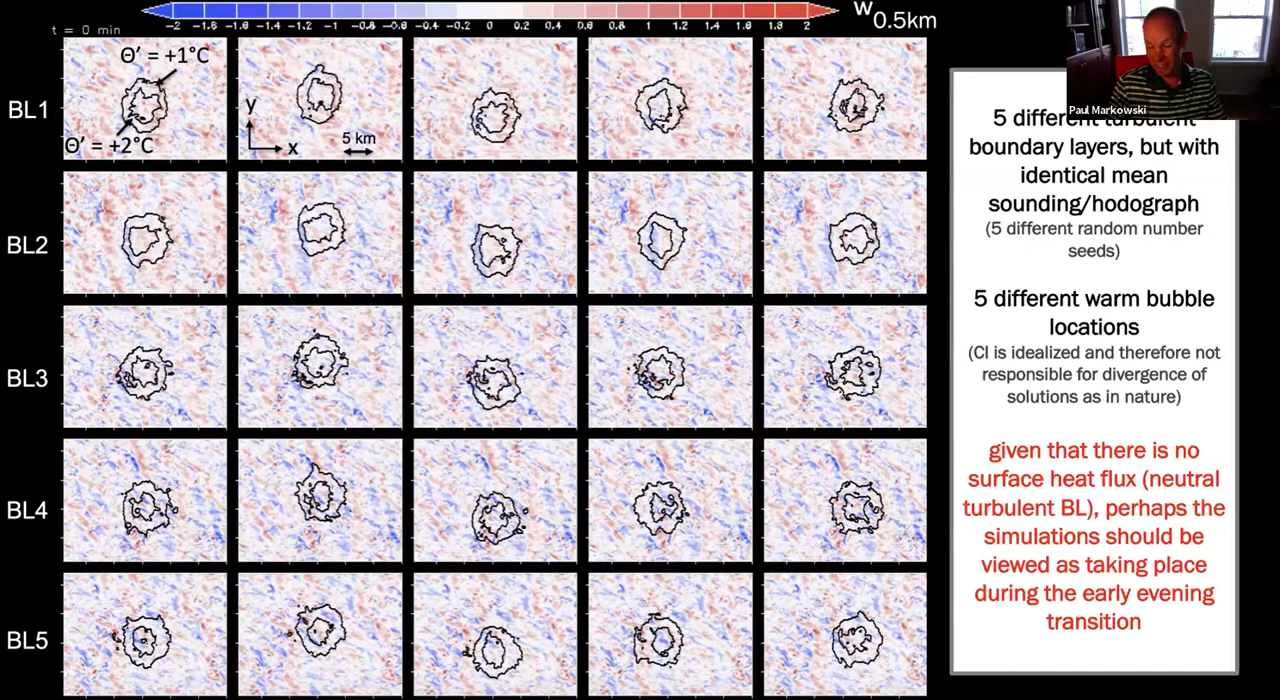 w0.5km
-2 -1.8 -1.6 -1.4 -1.2 -1 -0.8 -0.6 -0.4 -0.2 0 0.2 0.4 0.6 0.8 1 1.2 1.4 1.6 1.8 2
t = 0 min
Θ’ = +1°C
Θ’ = +2°C
y
x
5 km
BL1
BL2
BL3
BL4
BL5
Paul Markowski
5 different turbulent
boundary layers, but with
identical mean
sounding/hodograph
(5 different random number
seeds)
5 different warm bubble
locations
(CI is idealized and therefore not
responsible for divergence of
solutions as in nature)
given that there is no
surface heat flux (neutral
turbulent BL), perhaps the
simulations should be
viewed as taking place
during the early evening
transition